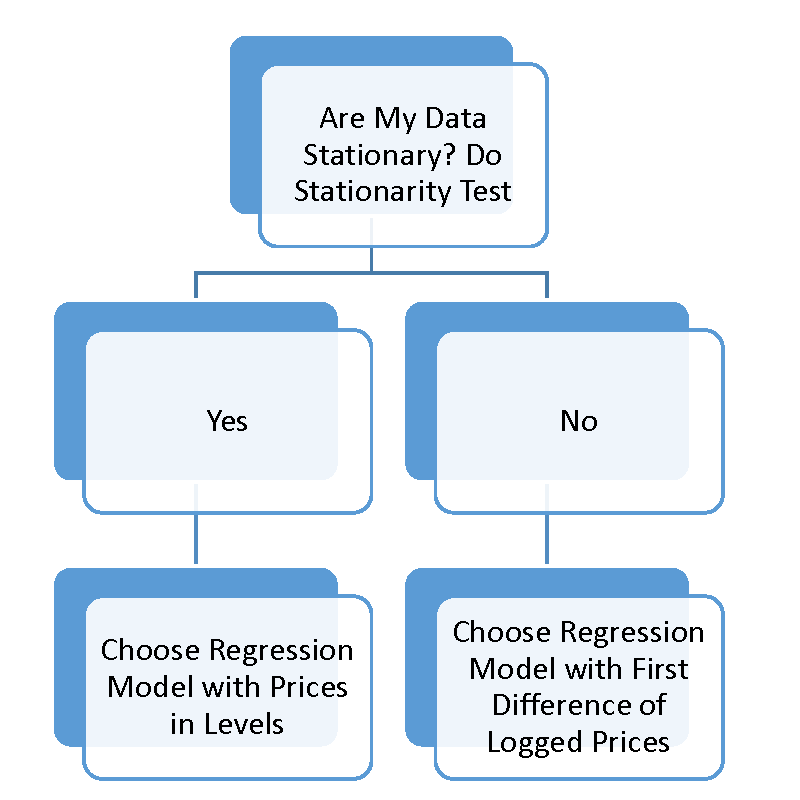 Are My Data
Stationary? Do
Stationarity Test
Yes
No
Choose Regression
Model with Prices
in Levels
Choose Regression
Model with First
Difference of
Logged Prices